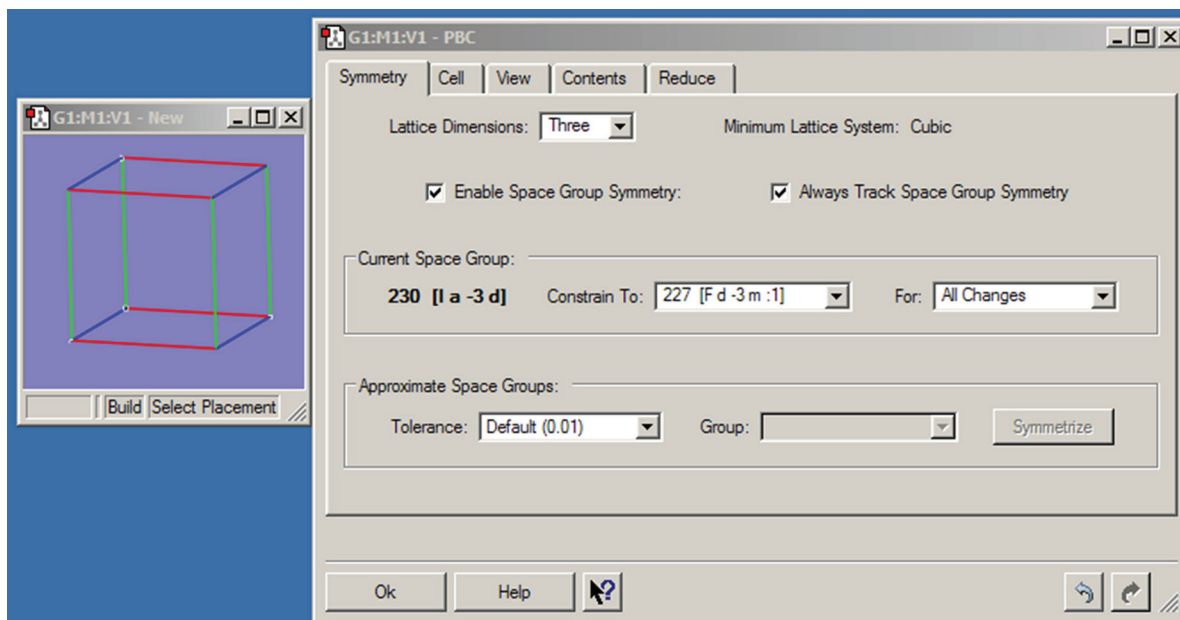 G1:M1:V1 - New
Build Select Placement
G1:M1:V1 - PBC
Symmetry Cell View Contents Reduce
Lattice Dimensions: Three Minimum Lattice System: Cubic
Enable Space Group Symmetry: Always Track Space Group Symmetry
Current Space Group:
230 [I a -3 d] Constrain To: 227 [F d -3 m :1] For: All Changes
Approximate Space Groups:
Tolerance: Default (0.01) Group: Symmetrize
Ok Help ?